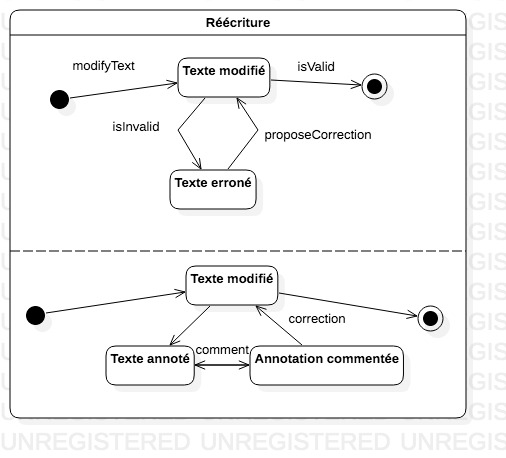 Réécriture
modifyText
Texte modifié
isValid
isInvalid
proposeCorrection
Texte erroné
Texte modifié
correction
Texte annoté
comment
Annotation commentée
UNREGISTERED UNREGISTERED UNREGISTERED